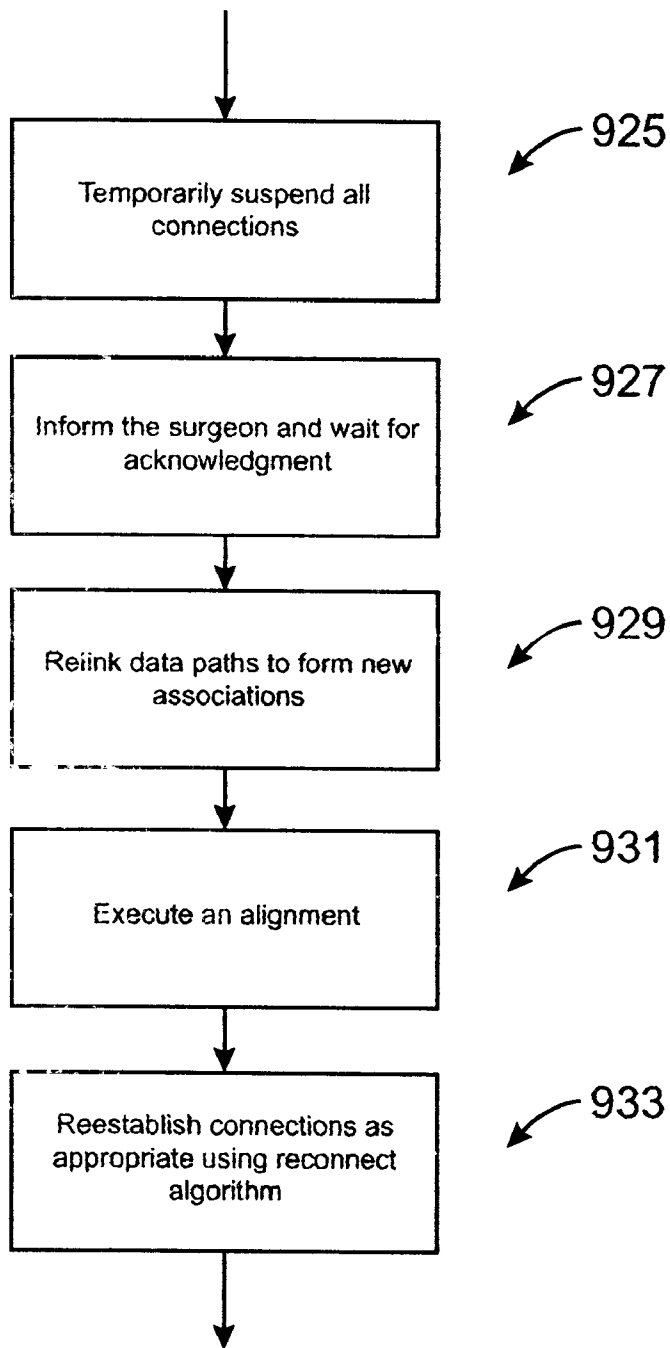 925
Temporarily suspend all
connections
927
Inform the surgeon and wait for
acknowledgment
929
Relink data paths to form new
associations
931
Execute an alignment
933
Reestablish connections as
appropriate using reconnect
algorithm